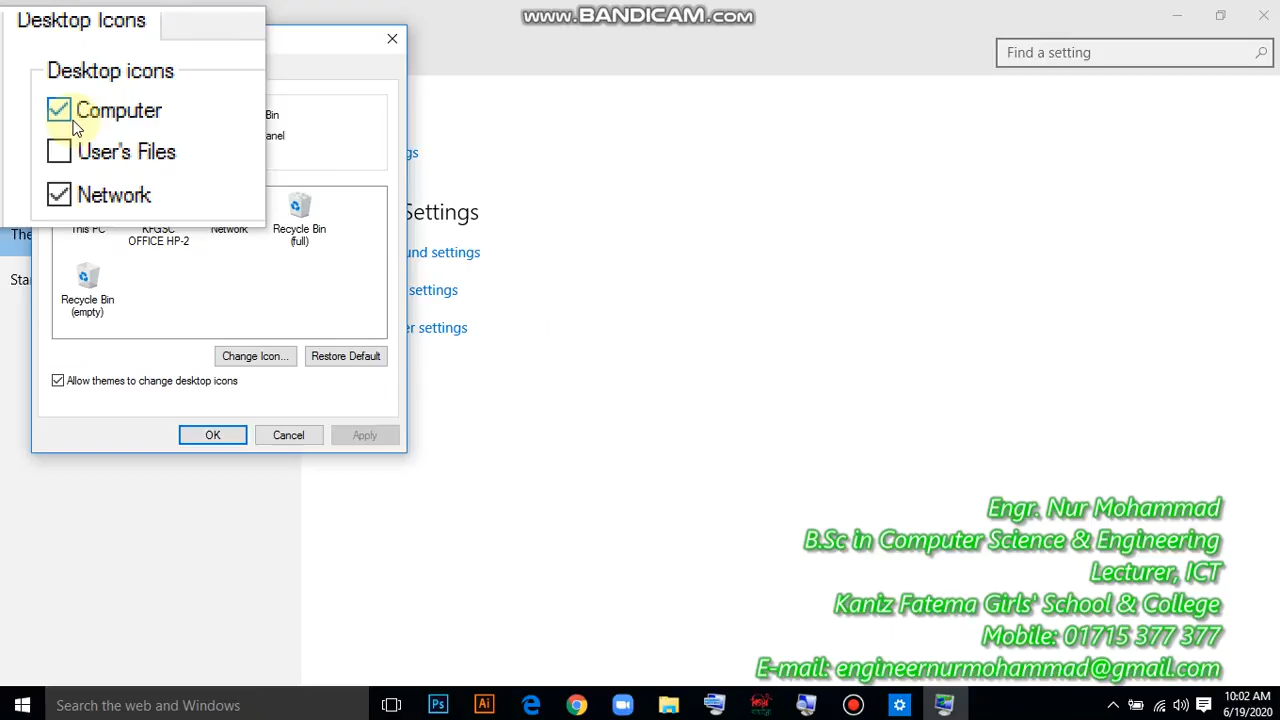 Desktop Icons
WWW.BANDICAM.COM
Find a setting
Desktop icons
Computer
User's Files
Network
Bin
anel
gs
Settings
This PC
KFGSC
OFFICE HP-2
Network
Recycle Bin
(full)
The
und settings
Star
settings
Recycle Bin
(empty)
er settings
Change Icon...
Restore Default
Allow themes to change desktop icons
OK
Cancel
Apply
Engr. Nur Mohammad
B.Sc in Computer Science & Engineering
Lecturer, ICT
Kaniz Fatema Girls' School & College
Mobile: 01715 377 377
E-mail: engineernurmohammad@gmail.com
Search the web and Windows
Ps
Ai
10:02 AM
6/19/2020